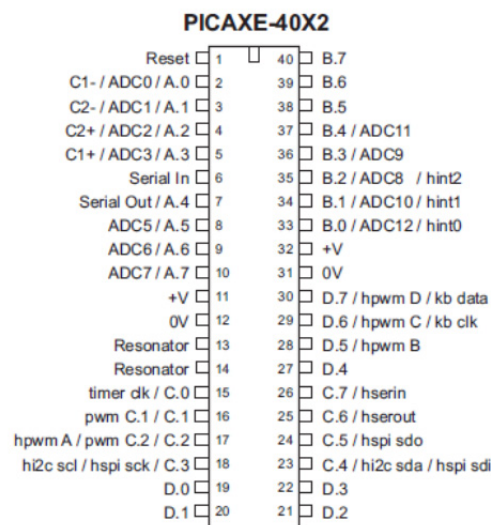 PICAXE-40X2
Reset 1 40 B.7
C1- / ADC0 / A.0 2 39 B.6
C2- / ADC1 / A.1 3 38 B.5
C2+ / ADC2 / A.2 4 37 B.4 / ADC11
C1+ / ADC3 / A.3 5 36 B.3 / ADC9
Serial In 6 35 B.2 / ADC8 / hint2
Serial Out / A.4 7 34 B.1 / ADC10 / hint1
ADC5 / A.5 8 33 B.0 / ADC12 / hint0
ADC6 / A.6 9 32 +V
ADC7 / A.7 10 31 0V
+V 11 30 D.7 / hpwm D / kb data
0V 12 29 D.6 / hpwm C / kb clk
Resonator 13 28 D.5 / hpwm B
Resonator 14 27 D.4
timer clk / C.0 15 26 C.7 / hserin
pwm C.1 / C.1 16 25 C.6 / hserout
hpwm A / pwm C.2 / C.2 17 24 C.5 / hspi sdo
hi2c scl / hspi sck / C.3 18 23 C.4 / hi2c sda / hspi sdi
D.0 19 22 D.3
D.1 20 21 D.2